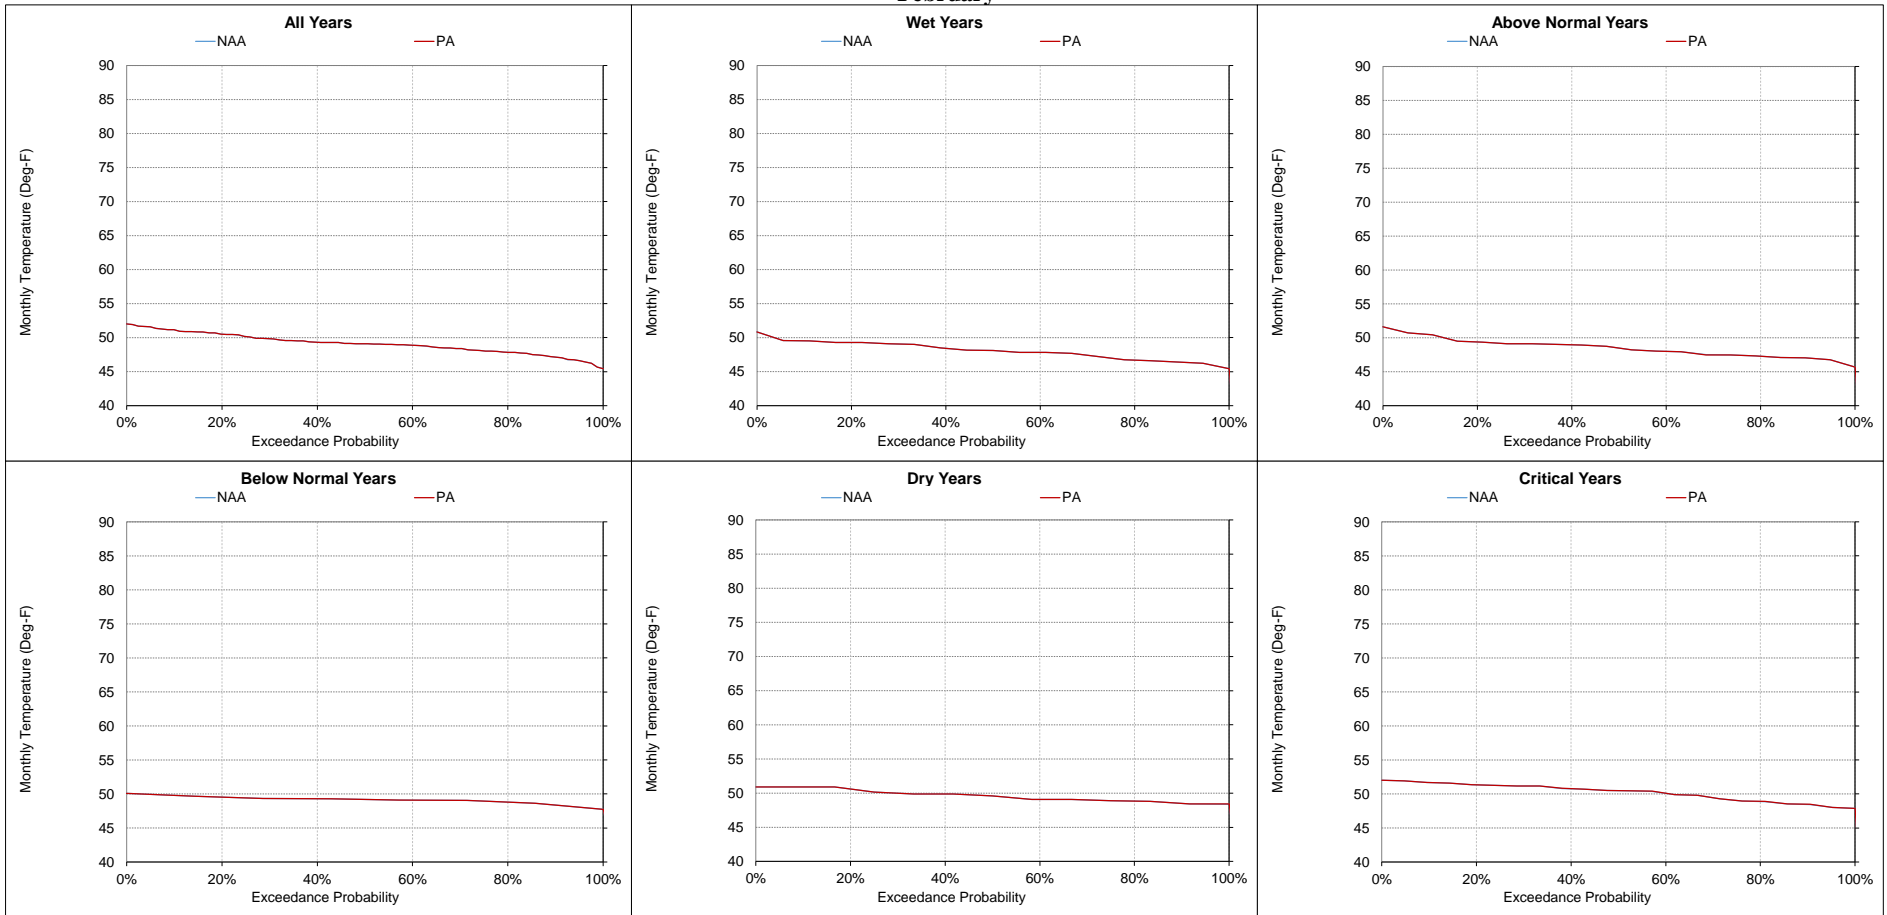 February
All Years
NAA PA
90
85
80
75
70
65
60
55
50
45
40
0% 20% 40% 60% 80% 100%
Monthly Temperature (Deg-F)
Exceedance Probability
Wet Years
NAA PA
90
85
80
75
70
65
60
55
50
45
40
0% 20% 40% 60% 80% 100%
Monthly Temperature (Deg-F)
Exceedance Probability
Above Normal Years
NAA PA
90
85
80
75
70
65
60
55
50
45
40
0% 20% 40% 60% 80% 100%
Monthly Temperature (Deg-F)
Exceedance Probability
Below Normal Years
NAA PA
90
85
80
75
70
65
60
55
50
45
40
0% 20% 40% 60% 80% 100%
Monthly Temperature (Deg-F)
Exceedance Probability
Dry Years
NAA PA
90
85
80
75
70
65
60
55
50
45
40
0% 20% 40% 60% 80% 100%
Monthly Temperature (Deg-F)
Exceedance Probability
Critical Years
NAA PA
90
85
80
75
70
65
60
55
50
45
40
0% 20% 40% 60% 80% 100%
Monthly Temperature (Deg-F)
Exceedance Probability